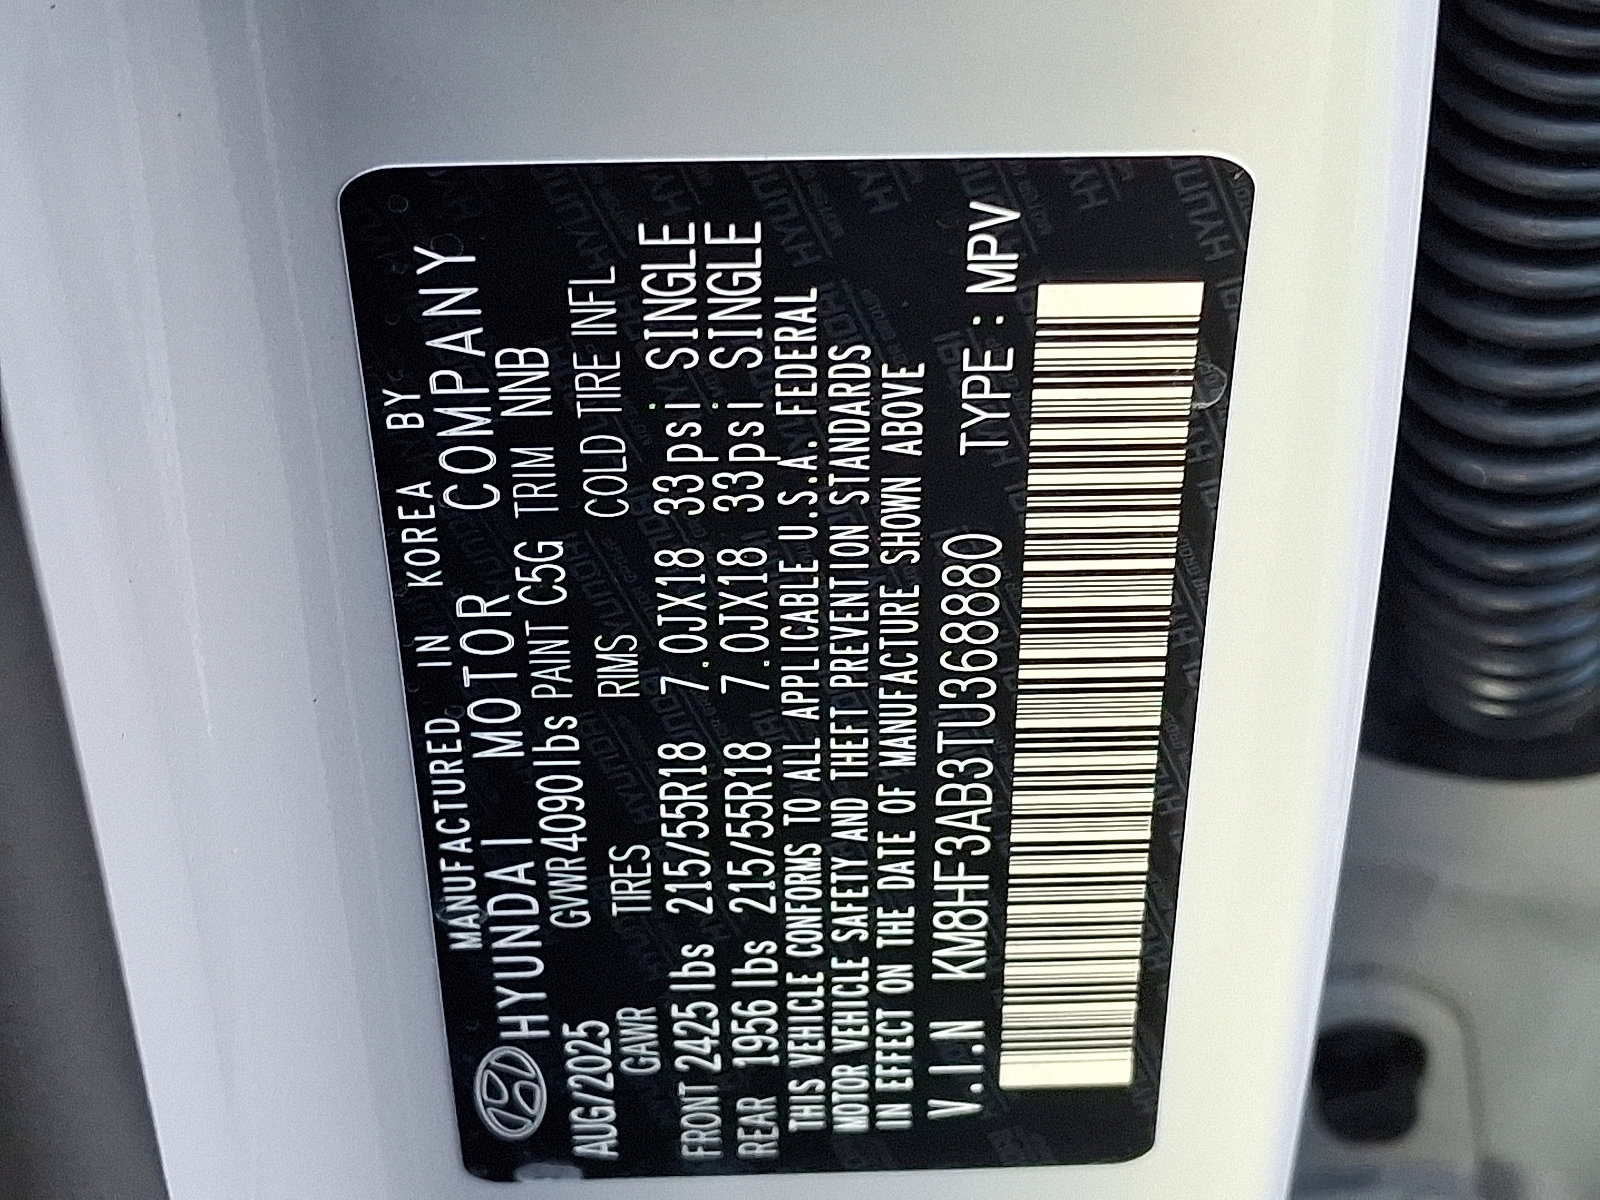 MANUFACTURED IN KOREA BY
HYUNDAI MOTOR COMPANY
AUG/2025 GVWR4090lbs PAINT C5G TRIM NNB
GAWR TIRES RIMS COLD TIRE INFL
FRONT 2425 lbs 215/55R18 7.0JX18 33psi SINGLE
REAR 1956 lbs 215/55R18 7.0JX18 33psi SINGLE
THIS VEHICLE CONFORMS TO ALL APPLICABLE U.S.A. FEDERAL
MOTOR VEHICLE SAFETY AND THEFT PREVENTION STANDARDS
IN EFFECT ON THE DATE OF MANUFACTURE SHOWN ABOVE
V.I.N KM8HF3AB3TU368880 TYPE : MPV